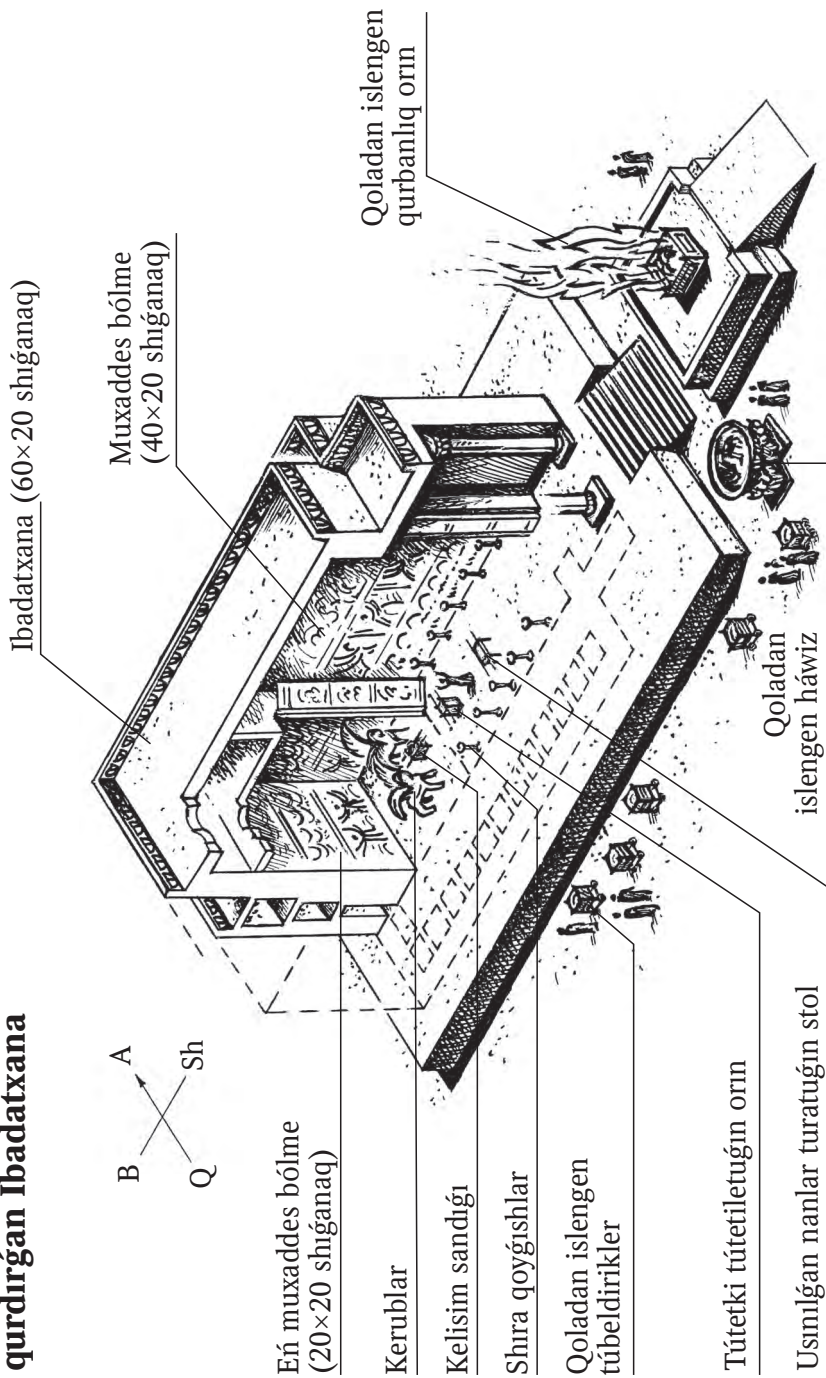 qurdırǵan Ibadatxana
B
A
Q
Sh
Ibadatxana (60×20 shıǵanaq)
Muxaddes bólme
(40×20 shıǵanaq)
Qoladan islengen
qurbanlıq orın
Eń muxaddes bólme
(20×20 shıǵanaq)
Kerublar
Kelisim sandıǵı
Shıra qoyǵıshlar
Qoladan islengen
túbeldirikler
Tútetki tútetiletuǵın orın
Usınılǵan nanlar turatuǵın stol
Qoladan
islengen háwiz